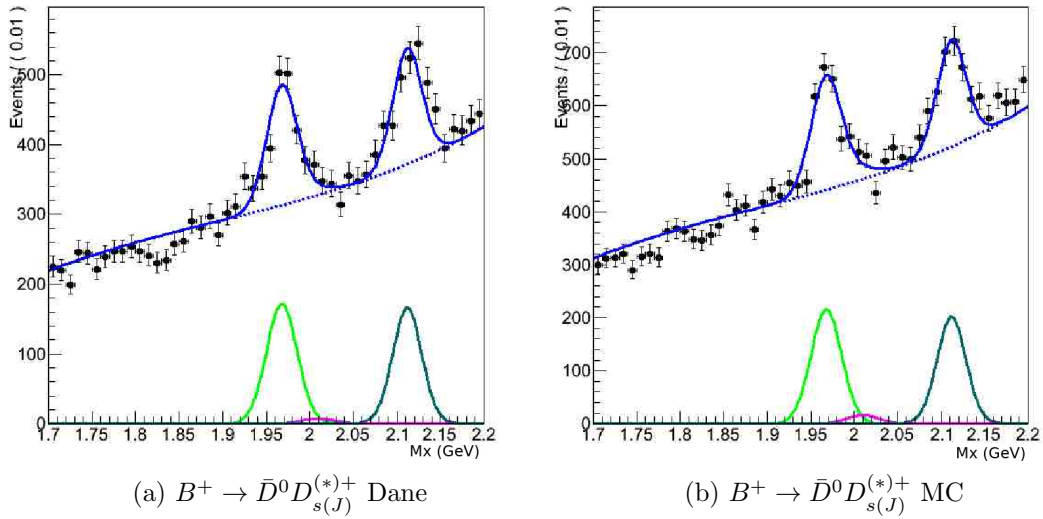 Events / ( 0.01 )
500
400
300
200
100
0
1.7 1.75 1.8 1.85 1.9 1.95 2 2.05 2.1 2.15 2.2
Mx (GeV)
(a) B⁺ → D̄⁰D_{s(J)}^{(*)+} Dane
Events / ( 0.01 )
700
600
500
400
300
200
100
0
1.7 1.75 1.8 1.85 1.9 1.95 2 2.05 2.1 2.15 2.2
Mx (GeV)
(b) B⁺ → D̄⁰D_{s(J)}^{(*)+} MC